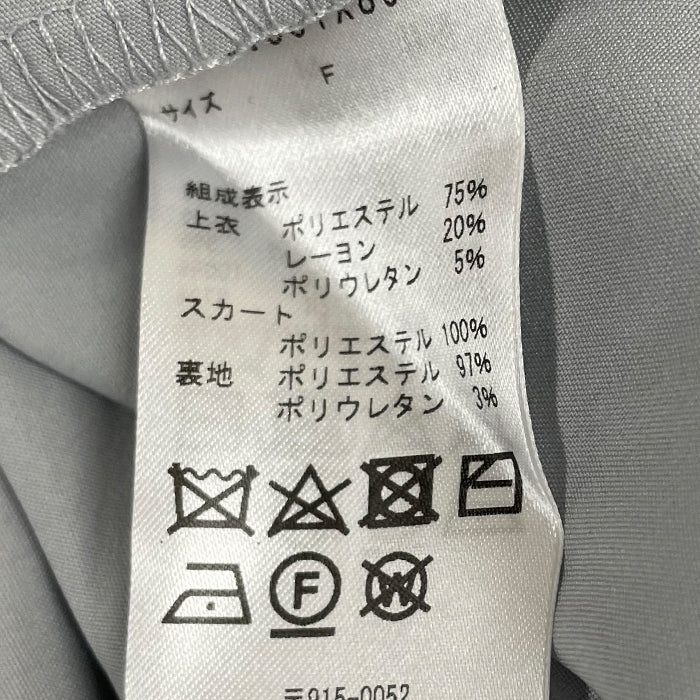 サイズ F
組成表示
上衣 ポリエステル 75%
レーヨン 20%
ポリウレタン 5%
スカート
ポリエステル 100%
裏地 ポリエステル 97%
ポリウレタン 3%
F W
〒915-0052